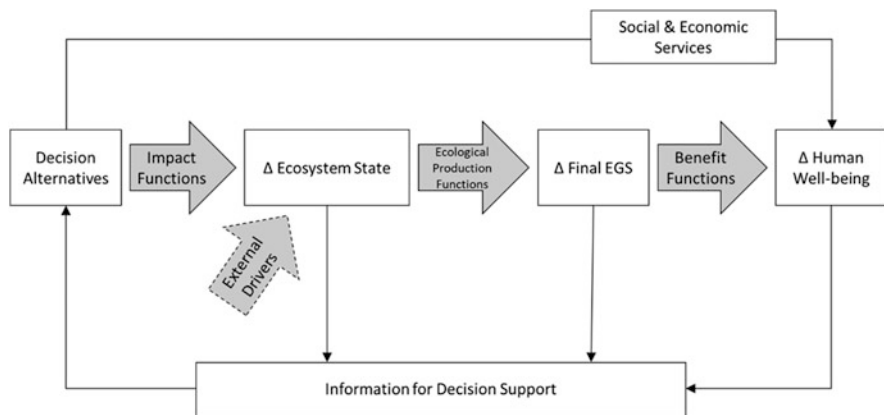 Social & Economic
Services
Decision
Alternatives
Impact
Functions
Δ Ecosystem State
Ecological
Production
Functions
Δ Final EGS
Benefit
Functions
Δ Human
Well-being
External
Drivers
Information for Decision Support